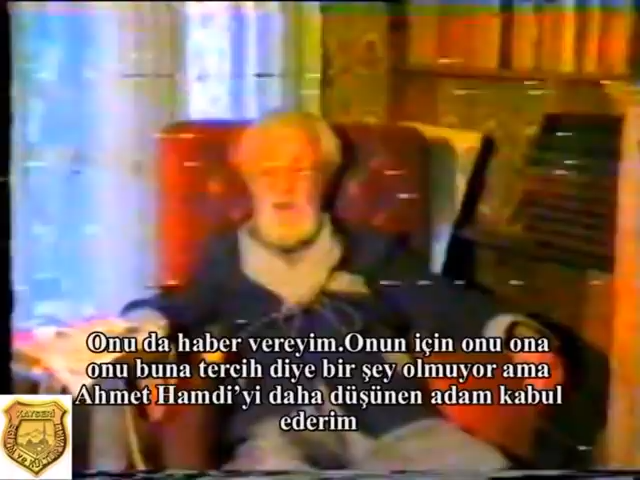 Onu da haber vereyim.Onun için onu ona
onu buna tercih diye bir şey olmuyor ama
Ahmet Hamdi'yi daha düşünen adam kabul
ederim
KAYSERİ